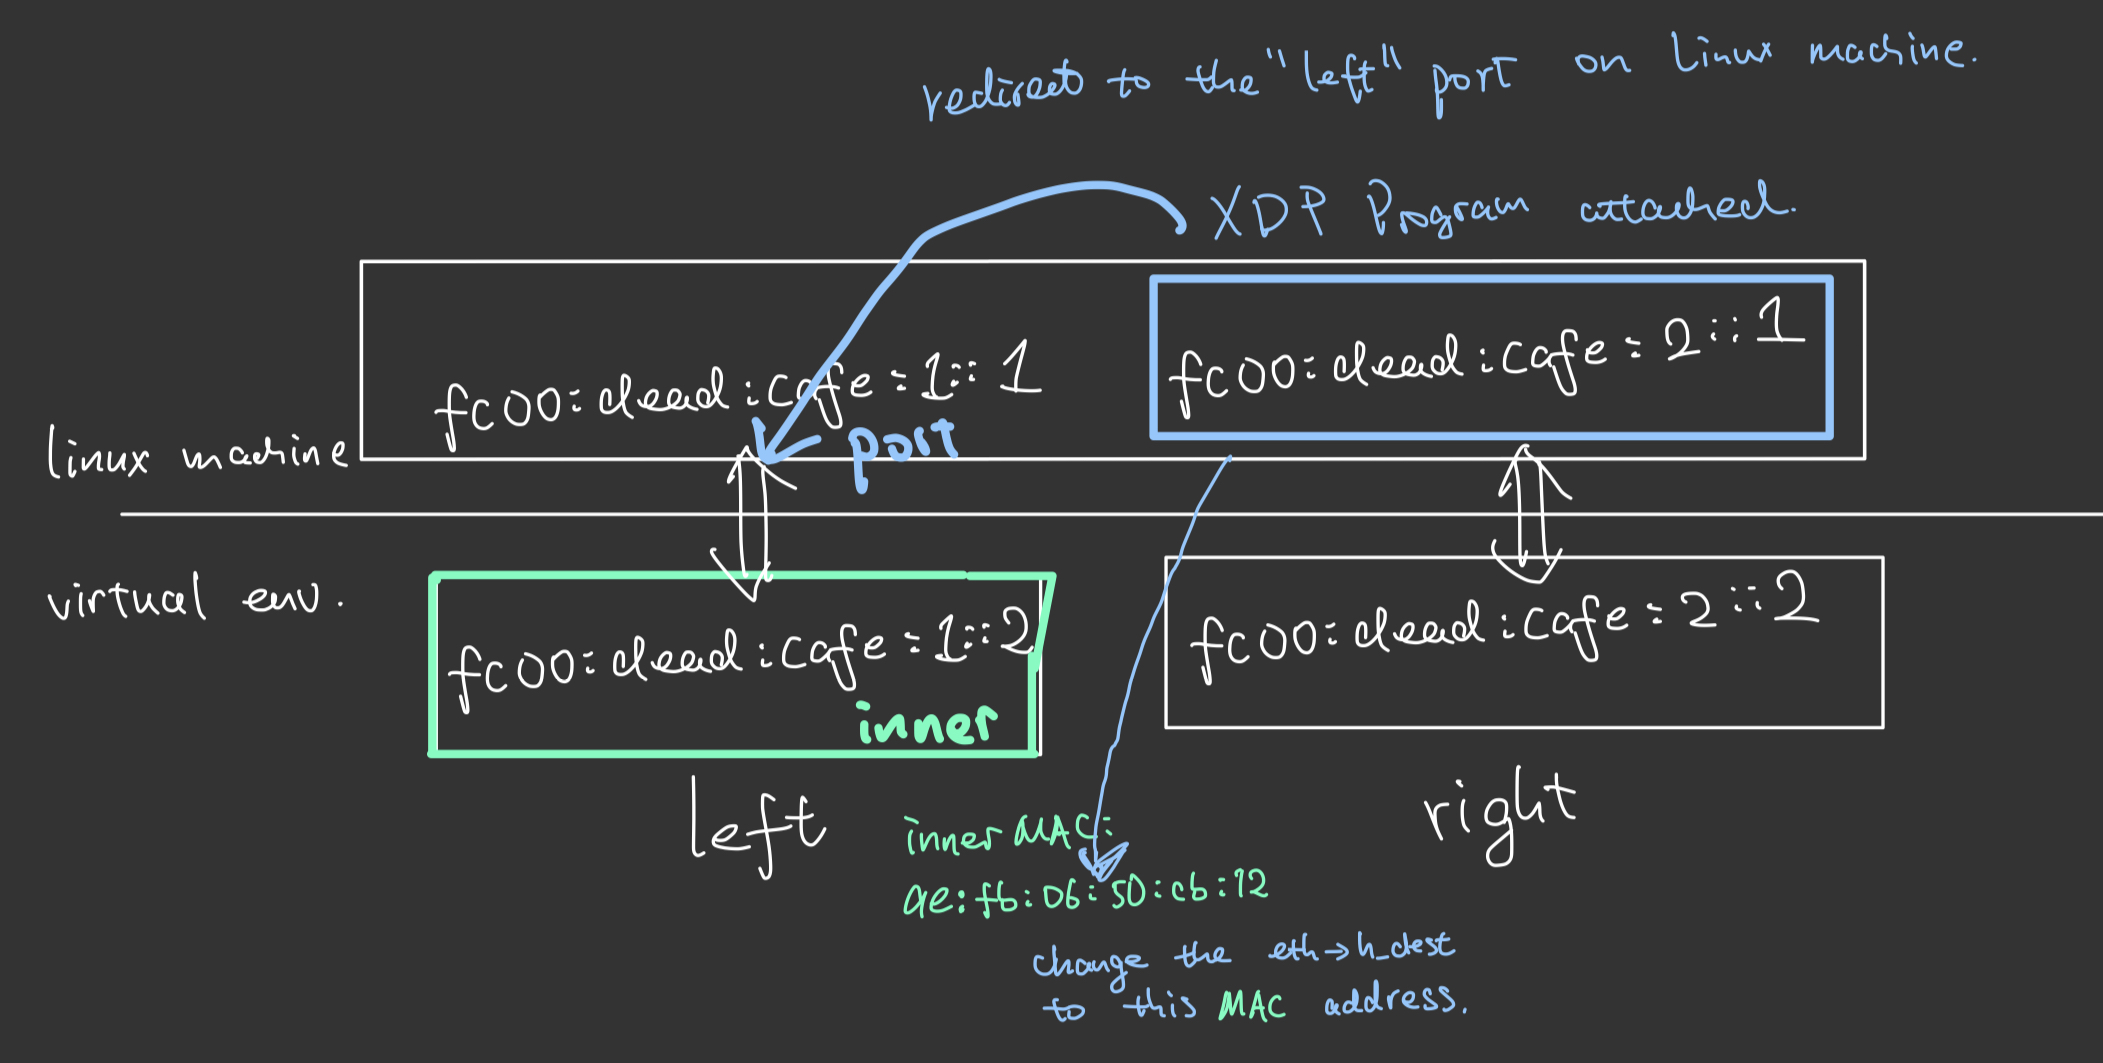 redirect to the "left" port on Linux machine.
XDP Program attached.
fc00:dead:cafe:1::1
fc00:dead:cafe:2::1
port
linux machine
virtual env.
fc00:dead:cafe:1::2
inner
fc00:dead:cafe:2::2
left
right
inner MAC:
ae:fb:06:50:cb:12
change the eth→h_dest
to this MAC address.